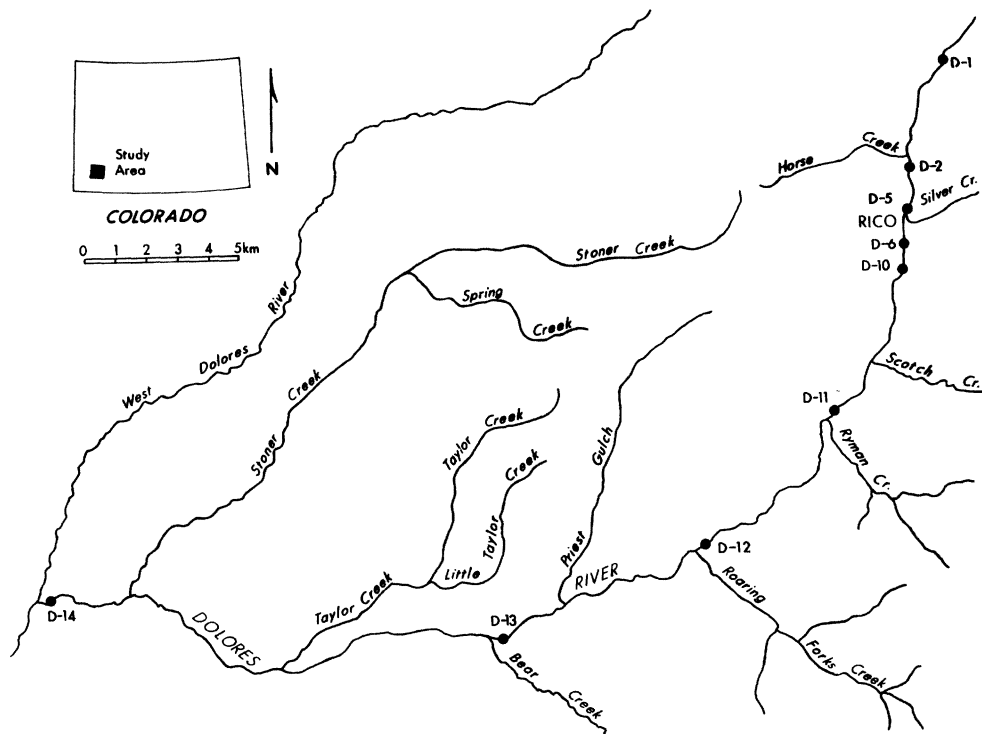 D-1
Study
Area
N
COLORADO
0 1 2 3 4 5km
Horse Creek
D-2
D-5
Silver Cr.
RICO
D-6
D-10
Stoner Creek
Spring
Creek
West Dolores River
Scotch Cr.
Stoner Creek
D-11
Taylor Creek
Gulch
Priest
Ryman
Cr.
Little Taylor Creek
D-12
RIVER
Roaring
Forks Creek
Taylor Creek
D-14
DOLORES
D-13
Bear
Creek